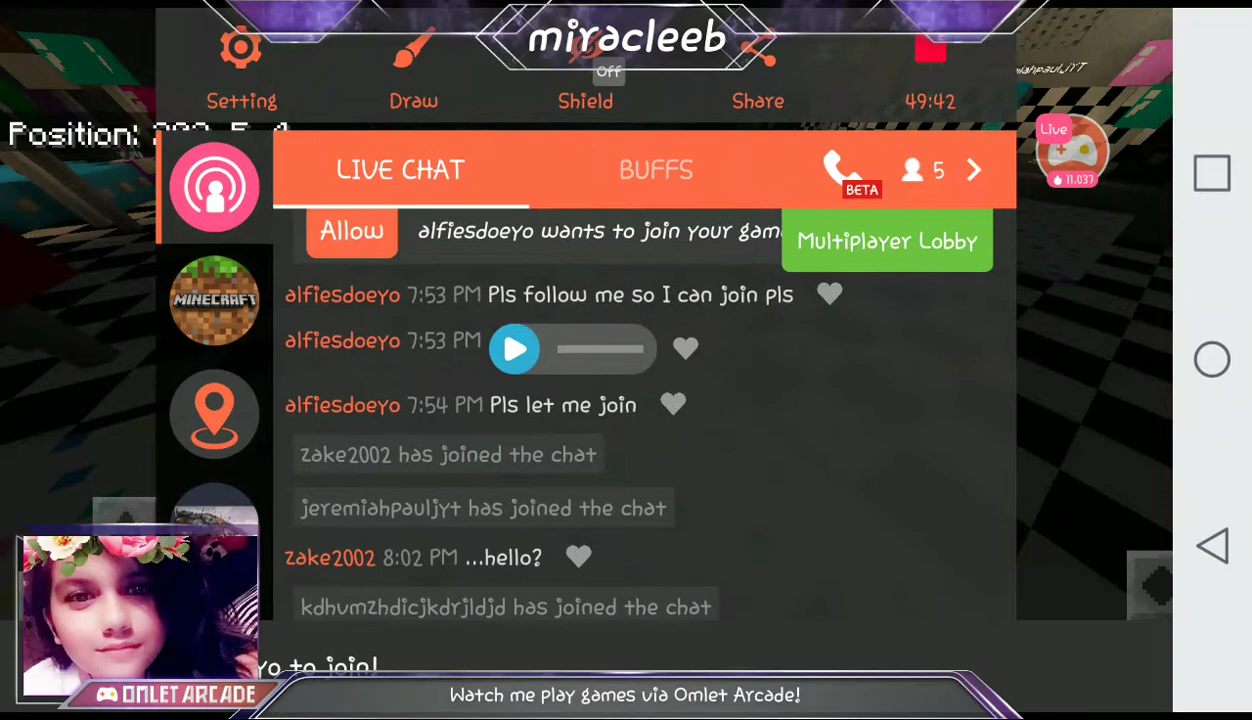 miracleeb
Off
Setting
Draw
Shield
Share
49:42
Position:
Live
11,037
LIVE CHAT
BUFFS
BETA
5
Allow
alfiesdoeyo wants to join your
Multiplayer Lobby
MINECRAFT
alfiesdoeyo 7:53 PM Pls follow me so I can join pls
alfiesdoeyo 7:53 PM
alfiesdoeyo 7:54 PM Pls let me join
zake2002 has joined the chat
jeremiahpauljyt has joined the chat
zake2002 8:02 PM ...hello?
kdhumzhdicjkdrjldjd has joined the chat
to join!
OMLET ARCADE
Watch me play games via Omlet Arcade!